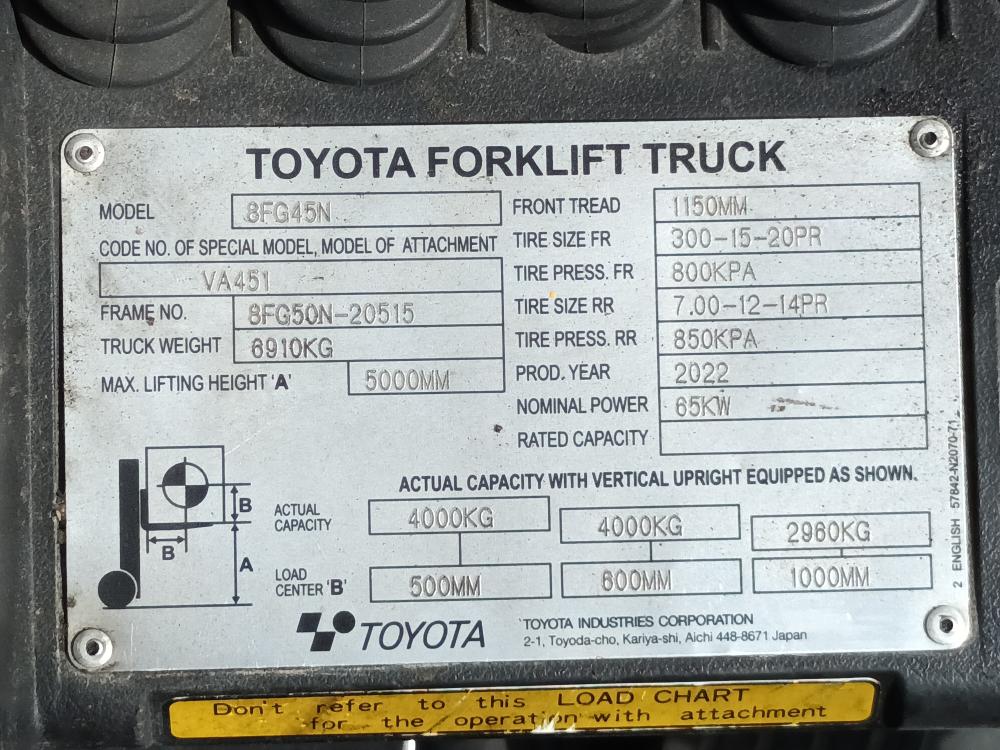 TOYOTA FORKLIFT TRUCK
MODEL 8FG45N
CODE NO. OF SPECIAL MODEL, MODEL OF ATTACHMENT
VA451
FRAME NO. 8FG50N-20515
TRUCK WEIGHT 6910KG
MAX. LIFTING HEIGHT 'A' 5000MM
FRONT TREAD 1150MM
TIRE SIZE FR 300-15-20PR
TIRE PRESS. FR 800KPA
TIRE SIZE RR 7.00-12-14PR
TIRE PRESS. RR 850KPA
PROD. YEAR 2022
NOMINAL POWER 65KW
RATED CAPACITY
ACTUAL CAPACITY WITH VERTICAL UPRIGHT EQUIPPED AS SHOWN.
B
B
A
ACTUAL
CAPACITY
4000KG 4000KG 2960KG
LOAD
CENTER 'B'
500MM 600MM 1000MM
TOYOTA
TOYOTA INDUSTRIES CORPORATION
2-1, Toyoda-cho, Kariya-shi, Aichi 448-8671 Japan
2 ENGLISH 57842-N2070-71
Don't refer to this LOAD CHART
for the operation with attachment